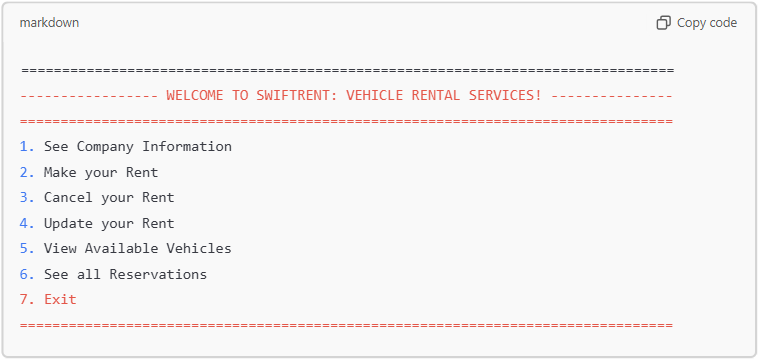 markdown
Copy code
================================================================================
----------------- WELCOME TO SWIFTRENT: VEHICLE RENTAL SERVICES! ---------------
================================================================================
1. See Company Information
2. Make your Rent
3. Cancel your Rent
4. Update your Rent
5. View Available Vehicles
6. See all Reservations
7. Exit
================================================================================